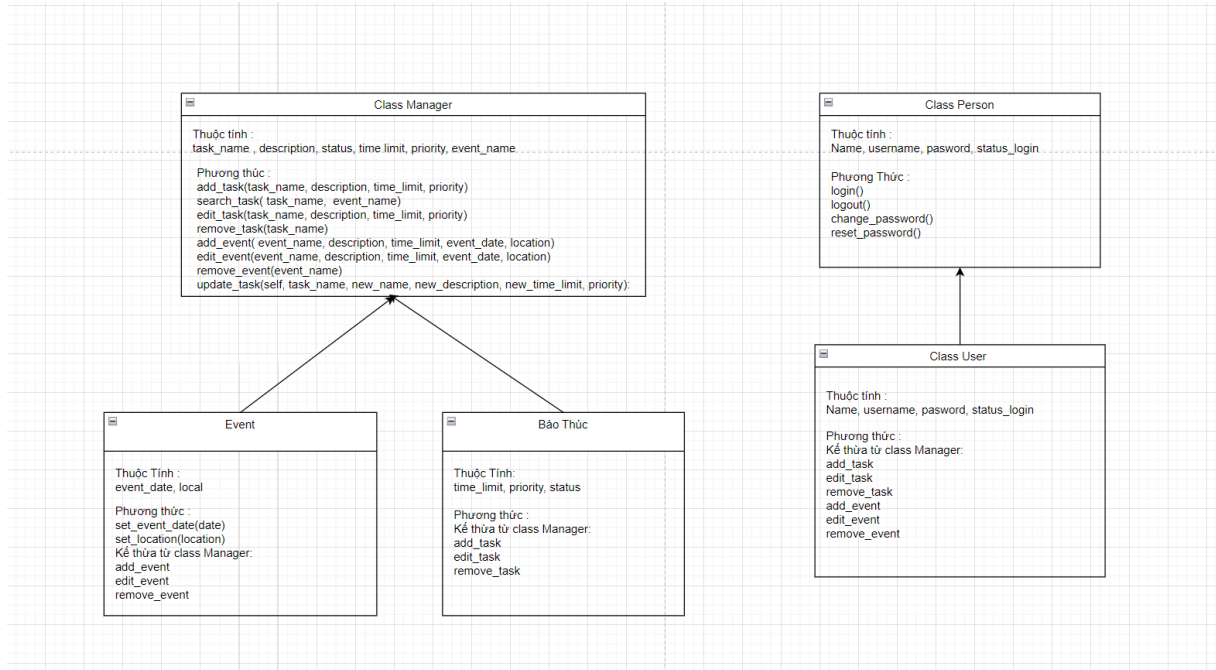 Class Manager
Thuộc tính :
task_name , description, status, time limit, priority, event_name
Phương thúc :
add_task(task_name, description, time_limit, priority)
search_task( task_name, event_name)
edit_task(task_name, description, time_limit, priority)
remove_task(task_name)
add_event( event_name, description, time_limit, event_date, location)
edit_event(event_name, description, time_limit, event_date, location)
remove_event(event_name)
update_task(self, task_name, new_name, new_description, new_time_limit, priority):
Class Person
Thuộc tính :
Name, username, pasword, status_login
Phương Thức :
login()
logout()
change_password()
reset_password()
Event
Thuộc Tính :
event_date, local
Phương thức :
set_event_date(date)
set_location(location)
Kế thừa từ class Manager:
add_event
edit_event
remove_event
Báo Thúc
Thuộc Tính:
time_limit, priority, status
Phương thức :
Kế thừa từ class Manager:
add_task
edit_task
remove_task
Class User
Thuộc tính :
Name, username, pasword, status_login
Phương thức :
Kế thừa từ class Manager:
add_task
edit_task
remove_task
add_event
edit_event
remove_event